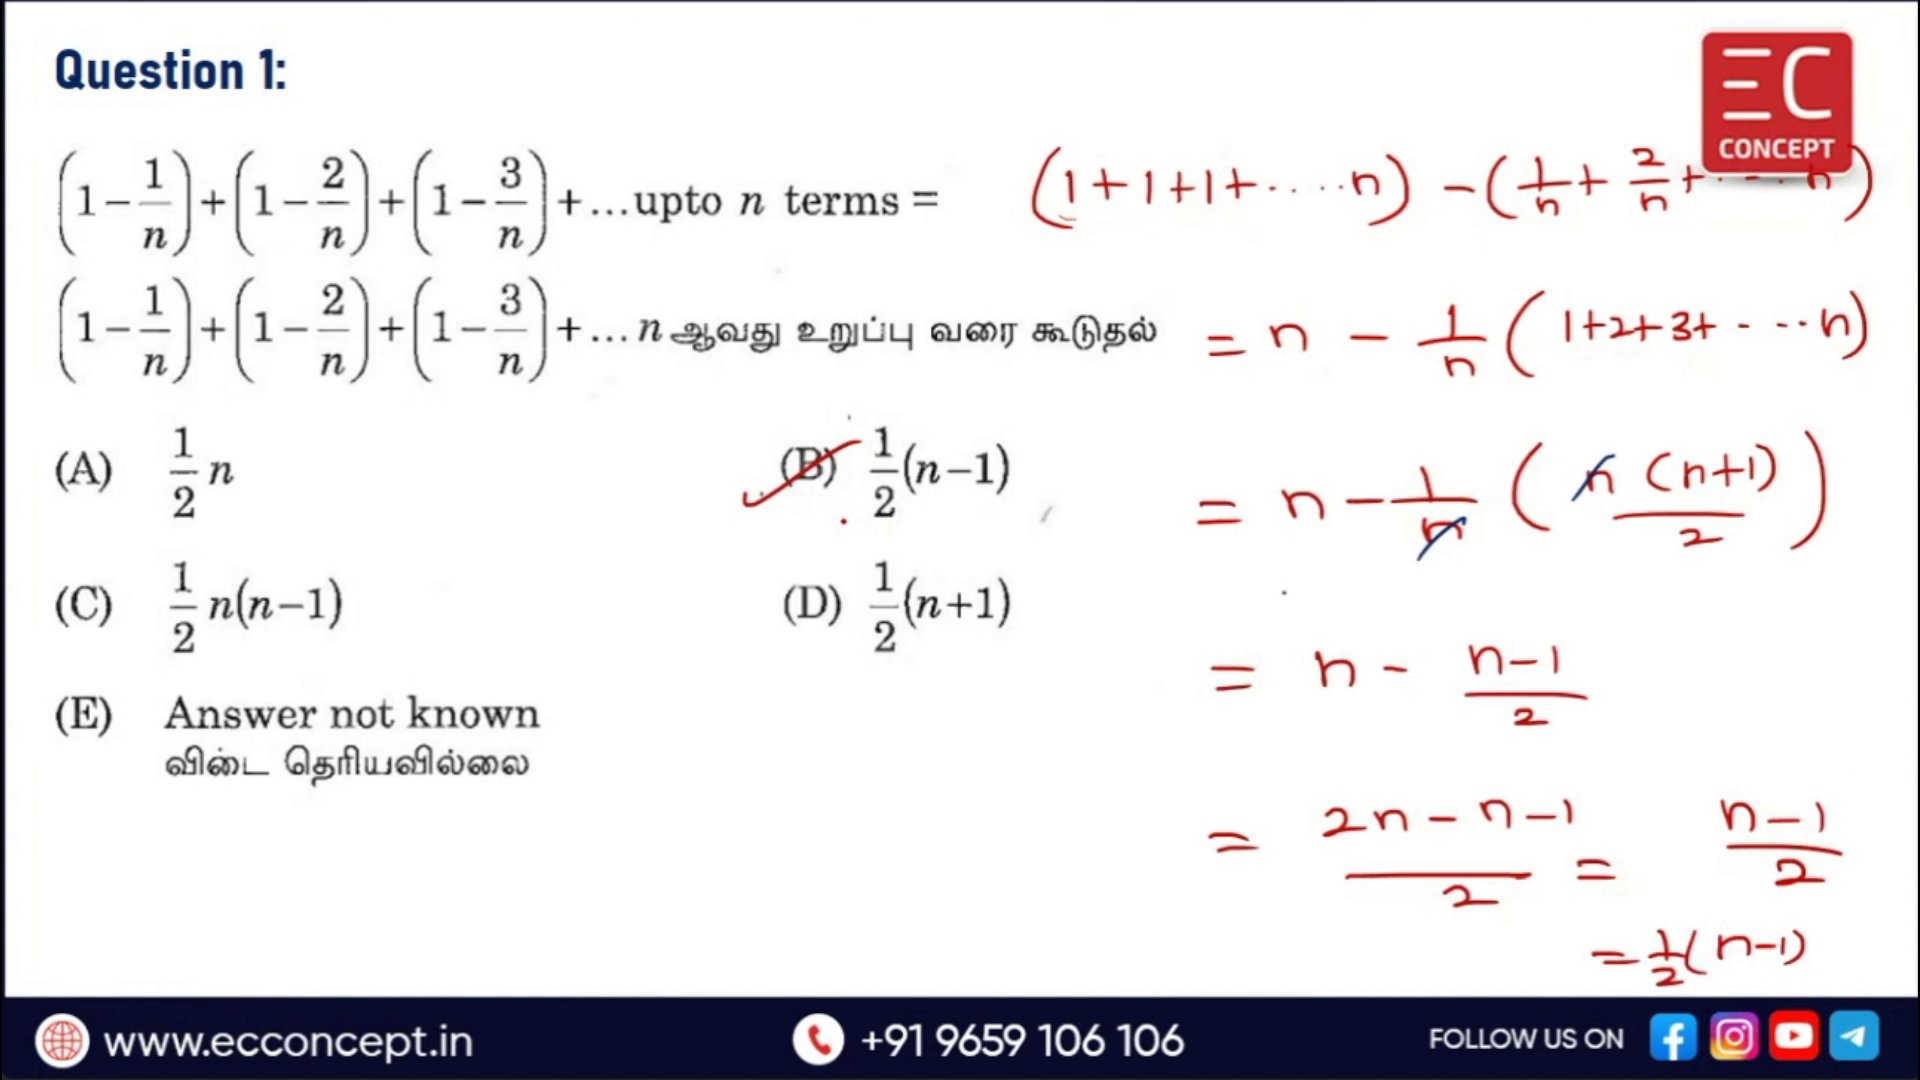 Question 1:
EC
CONCEPT
(1 − 1/n) + (1 − 2/n) + (1 − 3/n) + ... upto n terms =
(1 − 1/n) + (1 − 2/n) + (1 − 3/n) + ... n ஆவது உறுப்பு வரை கூடுதல்
(A) 1/2 n
(B) 1/2 (n−1)
(C) 1/2 n(n−1)
(D) 1/2 (n+1)
(E) Answer not known
விடை தெரியவில்லை
(1+1+1+.....n) − (1/n + 2/n + .... n)
= n − 1/n (1+2+3+ ....n)
= n − 1/n (n (n+1)/2)
= n − n−1/2
= 2n − n −1/2 = n−1/2
= 1/2 (n−1)
www.ecconcept.in
+91 9659 106 106
FOLLOW US ON